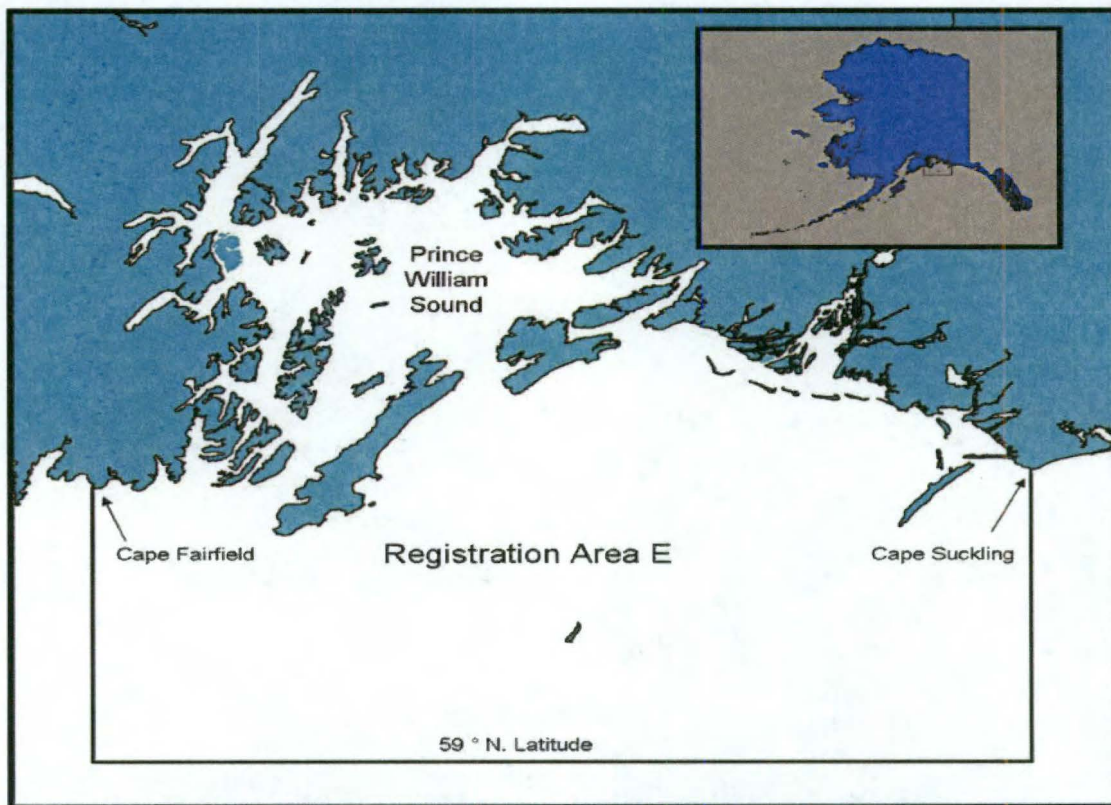 Prince
William
Sound
Cape Fairfield
Registration Area E
Cape Suckling
59 ° N. Latitude